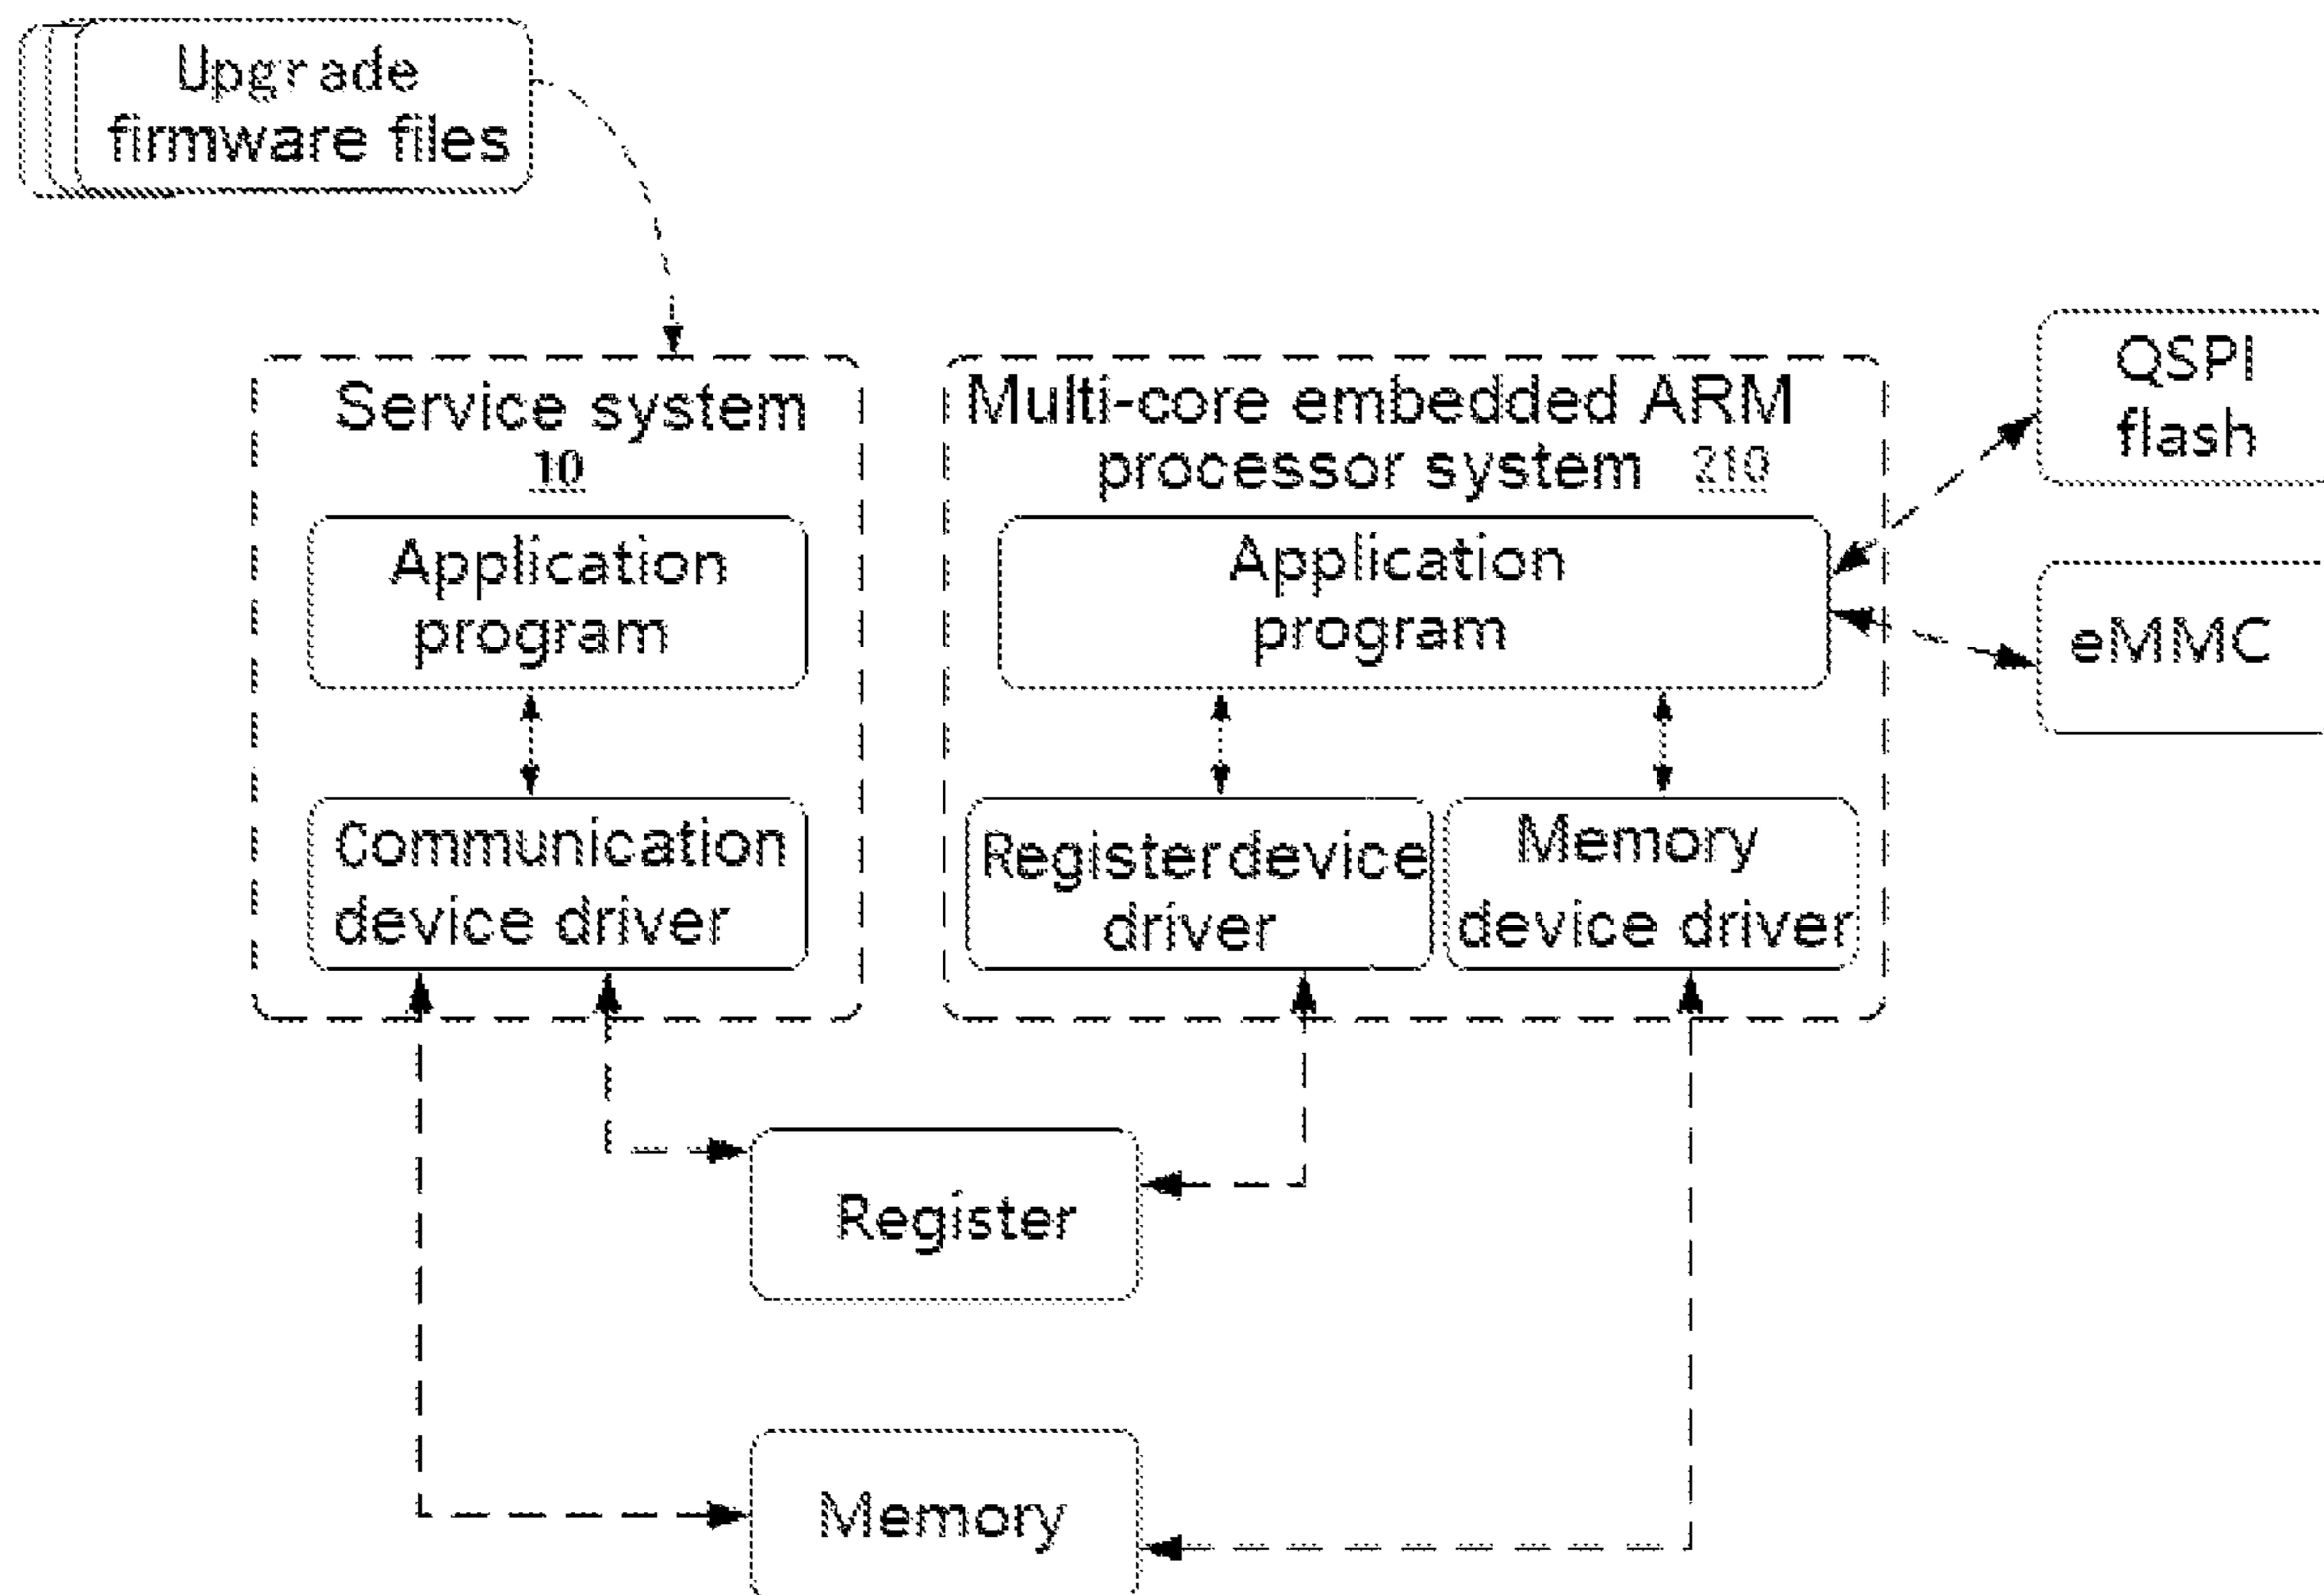 Upgrade
firmware files
Service system
10
Application
program
Communication
device driver
Multi-core embedded ARM
processor system 210
Application
program
Register device
driver
Memory
device driver
QSPI
flash
eMMC
Register
Memory